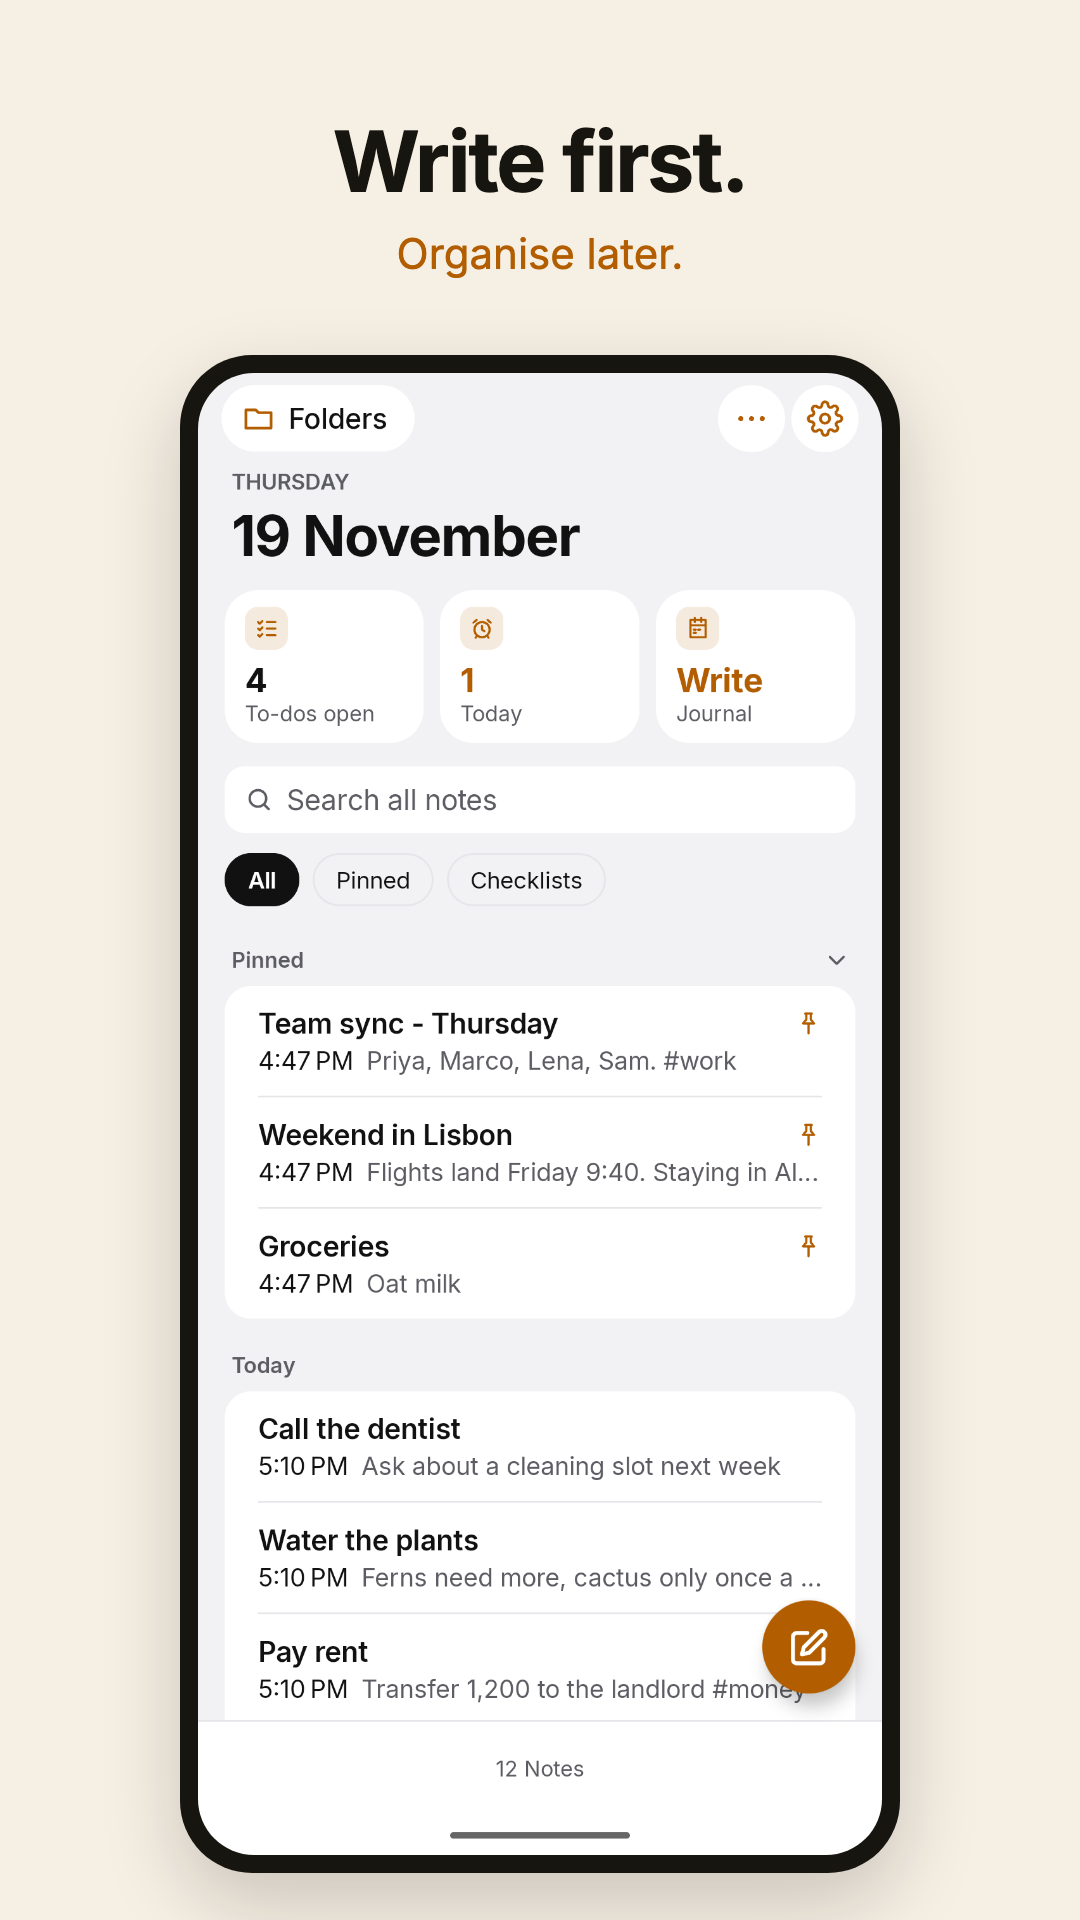 Write first.
Organise later.
Folders
THURSDAY
19 November
4
To-dos open
1
Today
Write
Journal
Search all notes
All
Pinned
Checklists
Pinned
Team sync - Thursday
4:47 PM Priya, Marco, Lena, Sam. #work
Weekend in Lisbon
4:47 PM Flights land Friday 9:40. Staying in Al...
Groceries
4:47 PM Oat milk
Today
Call the dentist
5:10 PM Ask about a cleaning slot next week
Water the plants
5:10 PM Ferns need more, cactus only once a ...
Pay rent
5:10 PM Transfer 1,200 to the landlord #money
12 Notes